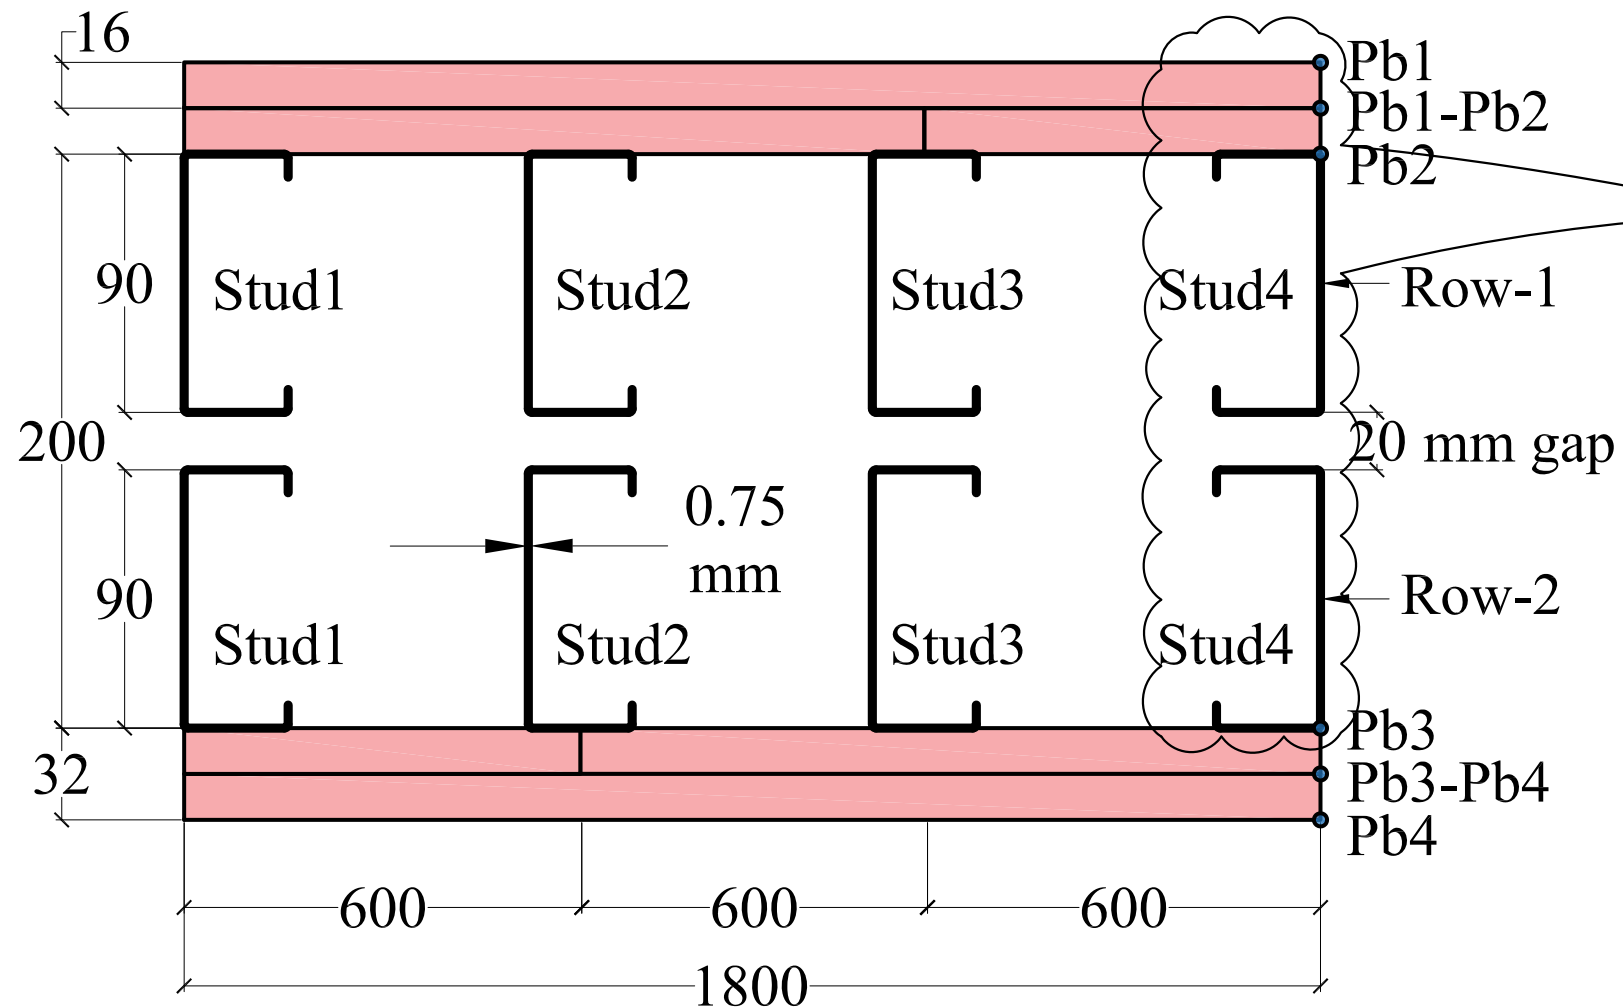 16
Pb1
Pb1-Pb2
Pb2
90
Stud1
Stud2
Stud3
Stud4
Row-1
200
20 mm gap
0.75
mm
90
Row-2
Stud1
Stud2
Stud3
Stud4
Pb3
32
Pb3-Pb4
Pb4
600
600
600
1800